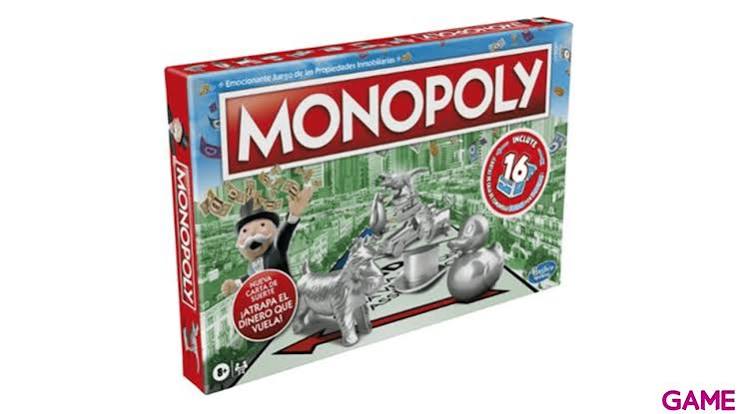 Emocionante Juego de las Propiedades Inmobiliarias
MONOPOLY
MONOPOLY
INCLUYE
16
NUEVA
CARTA DE
SUERTE
¡ATRAPA EL
DINERO QUE
VUELA!
Hasbro
8+
GAME